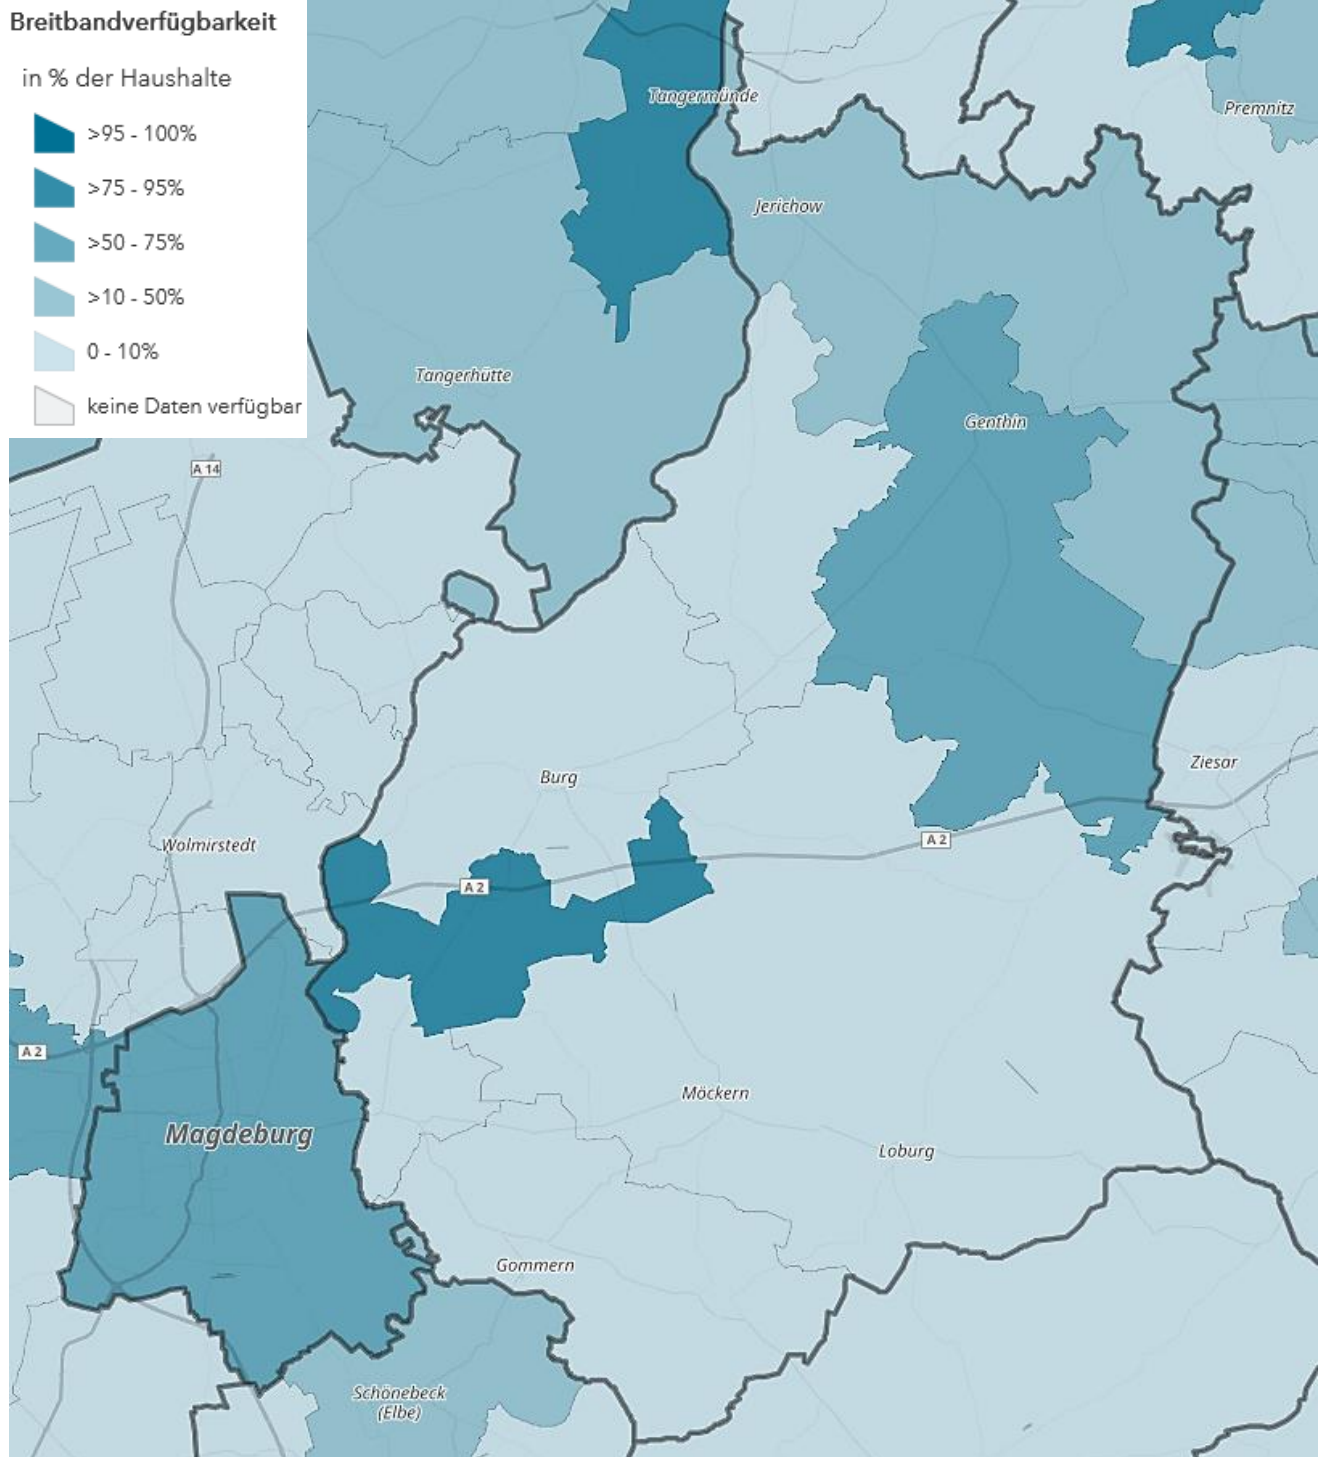 Breitbandverfügbarkeit
in % der Haushalte
>95 - 100%
>75 - 95%
>50 - 75%
>10 - 50%
0 - 10%
keine Daten verfügbar
Tangermünde
Premnitz
Jerichow
Tangerhütte
Genthin
A 14
Burg
Ziesar
Wolmirstedt
A 2
A 2
A 2
Möckern
Magdeburg
Loburg
Gommern
Schönebeck
(Elbe)